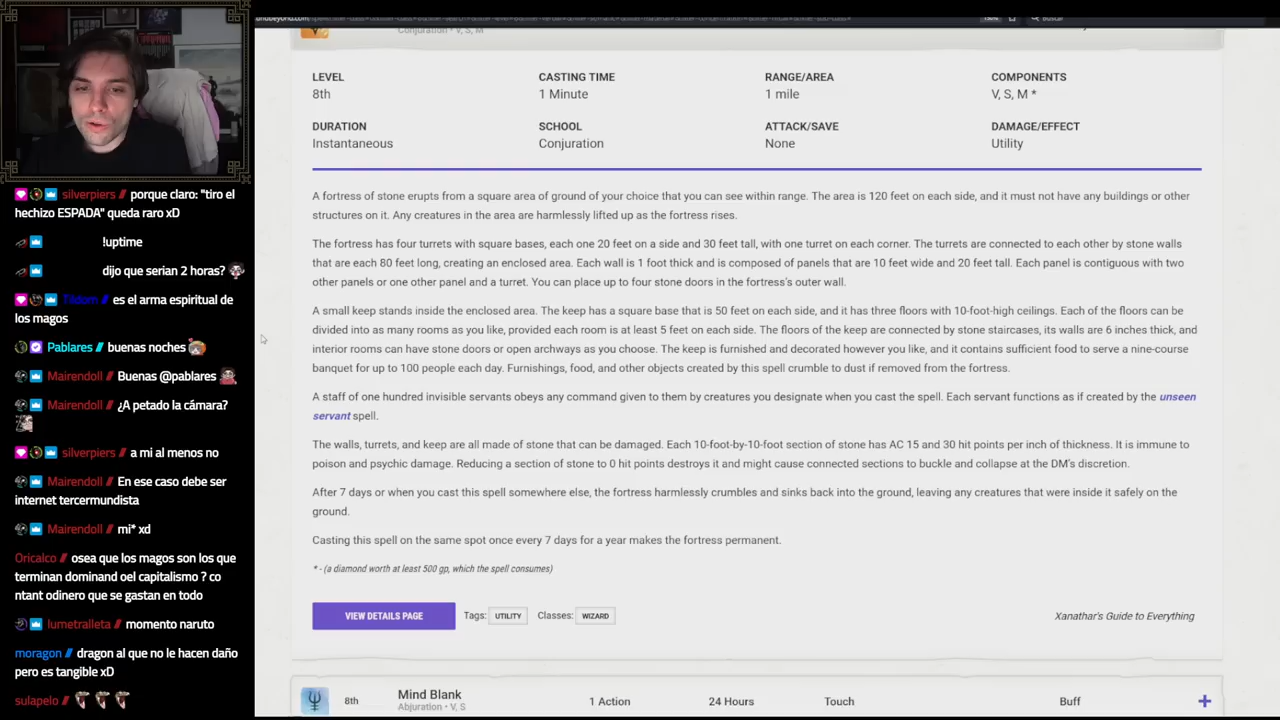 silverpiers // porque claro: "tiro el
hechizo ESPADA" queda raro xD
!uptime
dijo que serian 2 horas?
Tildom // es el arma espiritual de
los magos
Pablares // buenas noches
Mairendoll // Buenas @pablares
Mairendoll // ¿A petado la cámara?
silverpiers // a mi al menos no
Mairendoll // En ese caso debe ser
internet tercermundista
Mairendoll // mi* xd
Oricalco // osea que los magos son los que
terminan dominand oel capitalismo ? co
ntant odinero que se gastan en todo
lumetralleta // momento naruto
moragon // dragon al que no le hacen daño
pero es tangible xD
sulapelo //
Conjuration • V, S, M
LEVEL
8th
CASTING TIME
1 Minute
RANGE/AREA
1 mile
COMPONENTS
V, S, M *
DURATION
Instantaneous
SCHOOL
Conjuration
ATTACK/SAVE
None
DAMAGE/EFFECT
Utility
A fortress of stone erupts from a square area of ground of your choice that you can see within range. The area is 120 feet on each side, and it must not have any buildings or other
structures on it. Any creatures in the area are harmlessly lifted up as the fortress rises.
The fortress has four turrets with square bases, each one 20 feet on a side and 30 feet tall, with one turret on each corner. The turrets are connected to each other by stone walls
that are each 80 feet long, creating an enclosed area. Each wall is 1 foot thick and is composed of panels that are 10 feet wide and 20 feet tall. Each panel is contiguous with two
other panels or one other panel and a turret. You can place up to four stone doors in the fortress's outer wall.
A small keep stands inside the enclosed area. The keep has a square base that is 50 feet on each side, and it has three floors with 10-foot-high ceilings. Each of the floors can be
divided into as many rooms as you like, provided each room is at least 5 feet on each side. The floors of the keep are connected by stone staircases, its walls are 6 inches thick, and
interior rooms can have stone doors or open archways as you choose. The keep is furnished and decorated however you like, and it contains sufficient food to serve a nine-course
banquet for up to 100 people each day. Furnishings, food, and other objects created by this spell crumble to dust if removed from the fortress.
A staff of one hundred invisible servants obeys any command given to them by creatures you designate when you cast the spell. Each servant functions as if created by the unseen
servant spell.
The walls, turrets, and keep are all made of stone that can be damaged. Each 10-foot-by-10-foot section of stone has AC 15 and 30 hit points per inch of thickness. It is immune to
poison and psychic damage. Reducing a section of stone to 0 hit points destroys it and might cause connected sections to buckle and collapse at the DM's discretion.
After 7 days or when you cast this spell somewhere else, the fortress harmlessly crumbles and sinks back into the ground, leaving any creatures that were inside it safely on the
ground.
Casting this spell on the same spot once every 7 days for a year makes the fortress permanent.
* - (a diamond worth at least 500 gp, which the spell consumes)
VIEW DETAILS PAGE
Tags: UTILITY Classes: WIZARD
Xanathar's Guide to Everything
8th
Mind Blank
Abjuration • V, S
1 Action
24 Hours
Touch
Buff
+